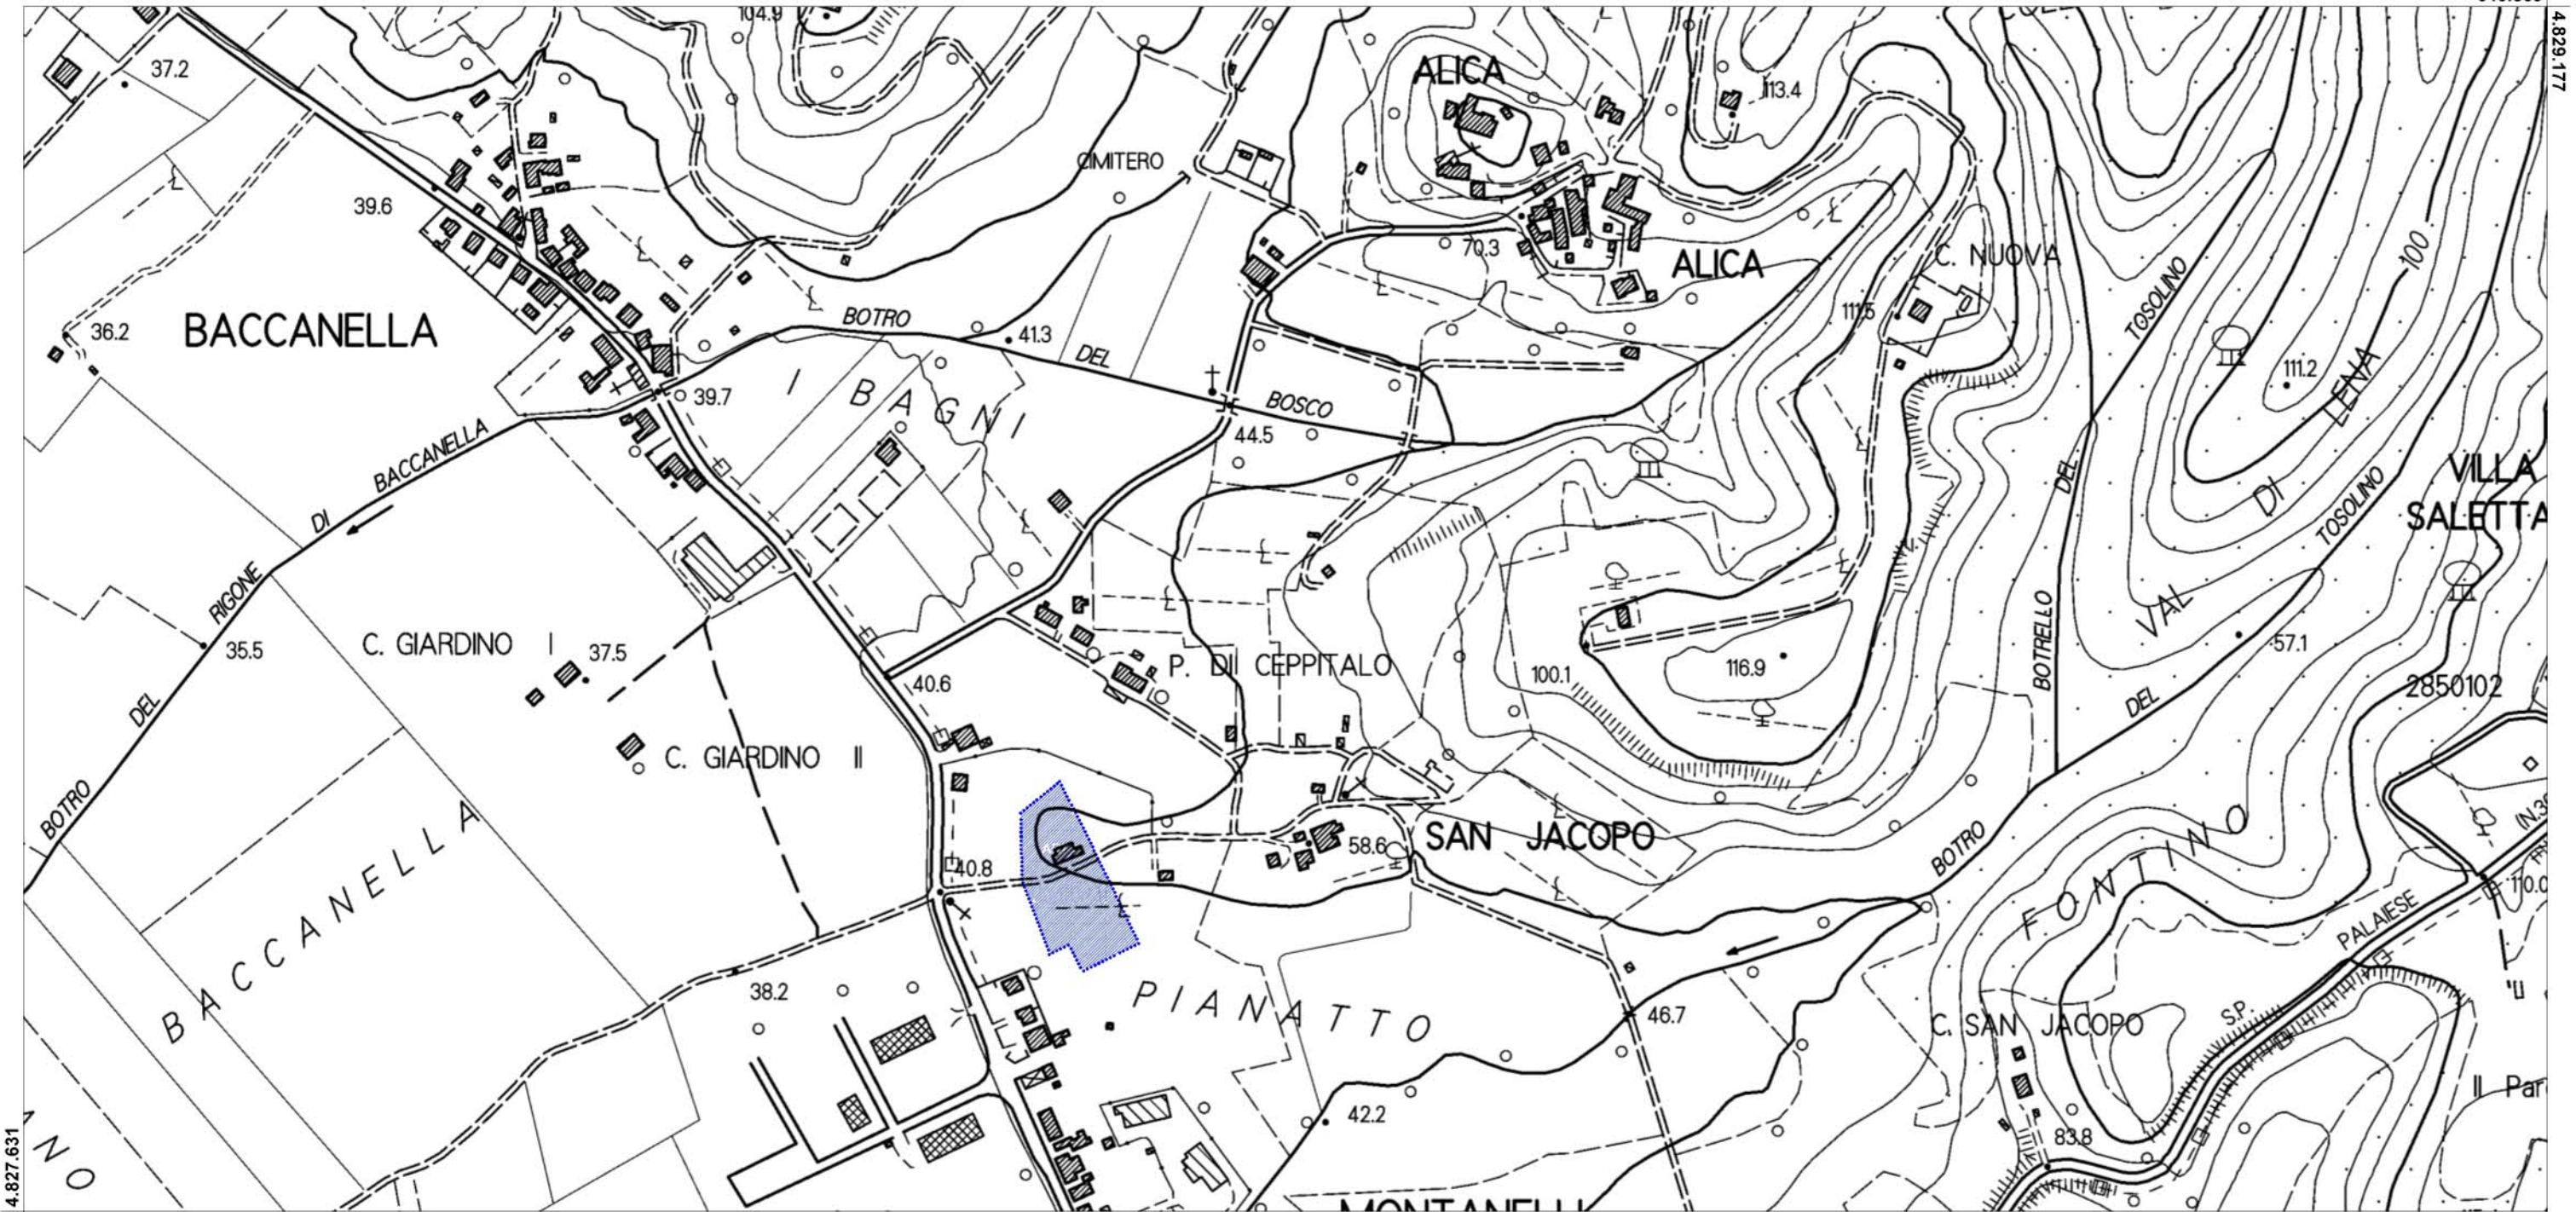 104.9
4.829.177
37.2
ALICA
113.4
CIMITERO
39.6
70.3
ALICA
C. NUOVA
100
TOSOLINO
111.5
BOTRO
36.2
BACCANELLA
41.3
DEL
111.2
LENA
39.7
I BAGNI
BOSCO
44.5
BACCANELLA
VILLA
SALETTA
DEL
DI
TOSOLINO
DI
RIGONE
35.5
C. GIARDINO I
37.5
VAL
BOTRELLO
57.1
P. DI CEPPITALO
100.1
116.9
40.6
2850102
DEL
DEL
C. GIARDINO II
BOTRO
58.6
SAN JACOPO
BOTRO
40.8
FONTINO
110.0
BACCANELLA
PALAIESE
38.2
PIANATTO
46.7
C. SAN JACOPO
S.P.
42.2
83.8
4.827.631